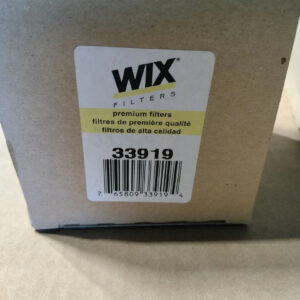 WIX
FILTERS
premium filters
filtres de première qualité
filtros de alta calidad
33919
7 65809 33919 4